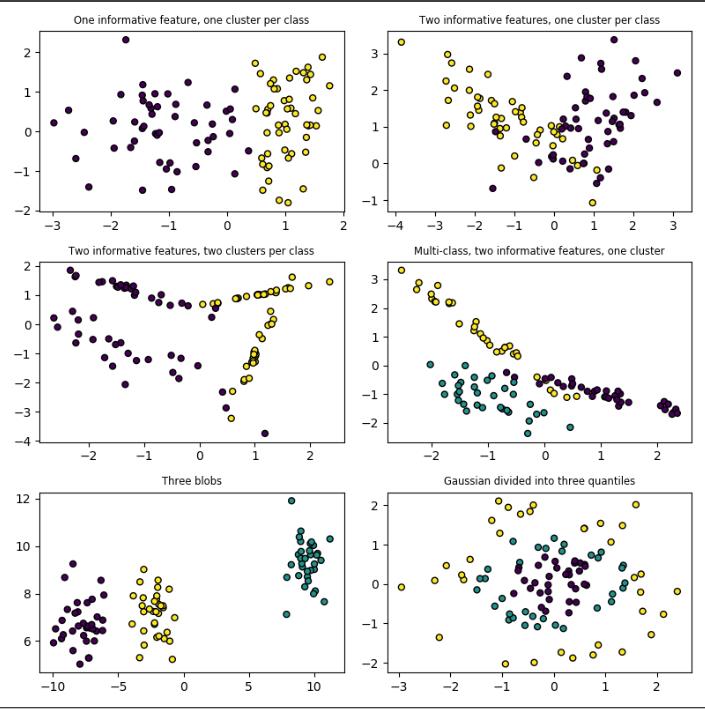 One informative feature, one cluster per class
2
1
0
−1
−2
−3 −2 −1 0 1 2
Two informative features, one cluster per class
3
2
1
0
−1
−4 −3 −2 −1 0 1 2 3
Two informative features, two clusters per class
2
1
0
−1
−2
−3
−4
−2 −1 0 1 2
Multi-class, two informative features, one cluster
3
2
1
0
−1
−2
−2 −1 0 1 2
Three blobs
12
10
8
6
−10 −5 0 5 10
Gaussian divided into three quantiles
2
1
0
−1
−2
−3 −2 −1 0 1 2